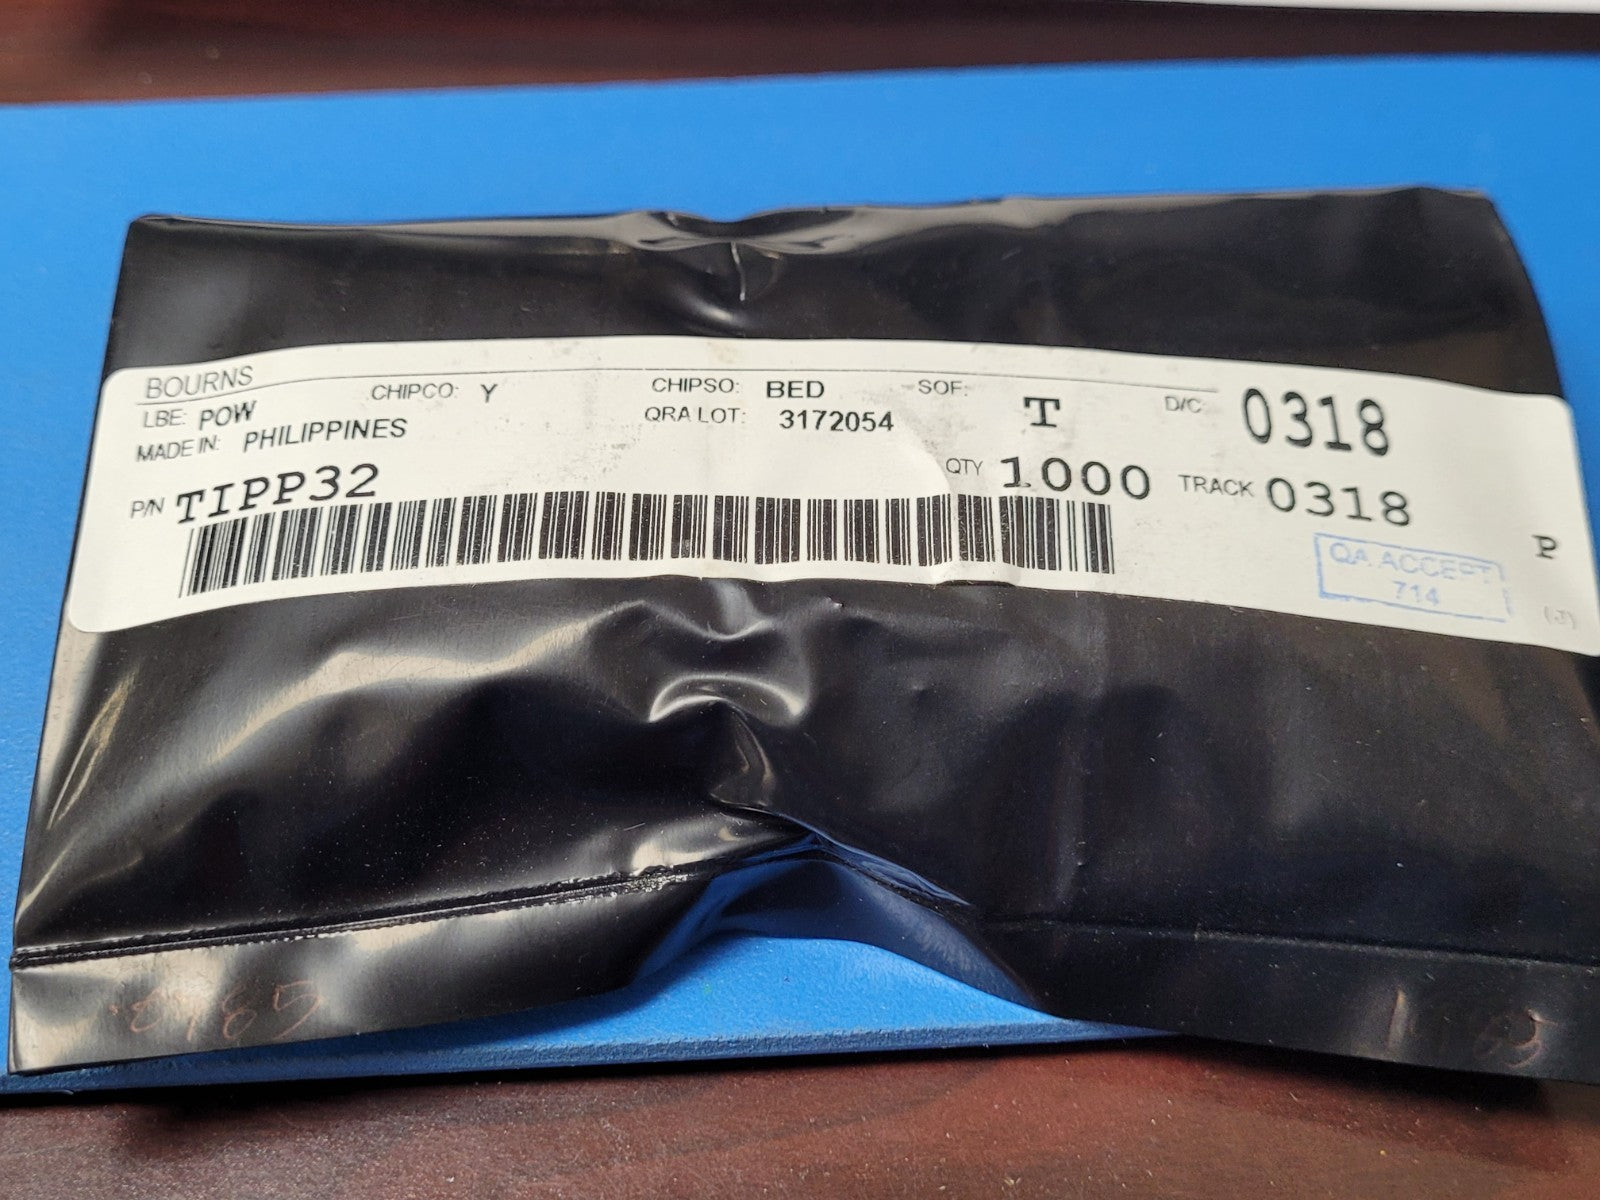 BOURNS
CHIPCO: Y CHIPSO: BED SOF: T D/C 0318
LBE: POW QRA LOT: 3172054
MADE IN: PHILIPPINES
P/N TIPP32 QTY 1000 TRACK 0318
P
QA ACCEPT
714
(J)